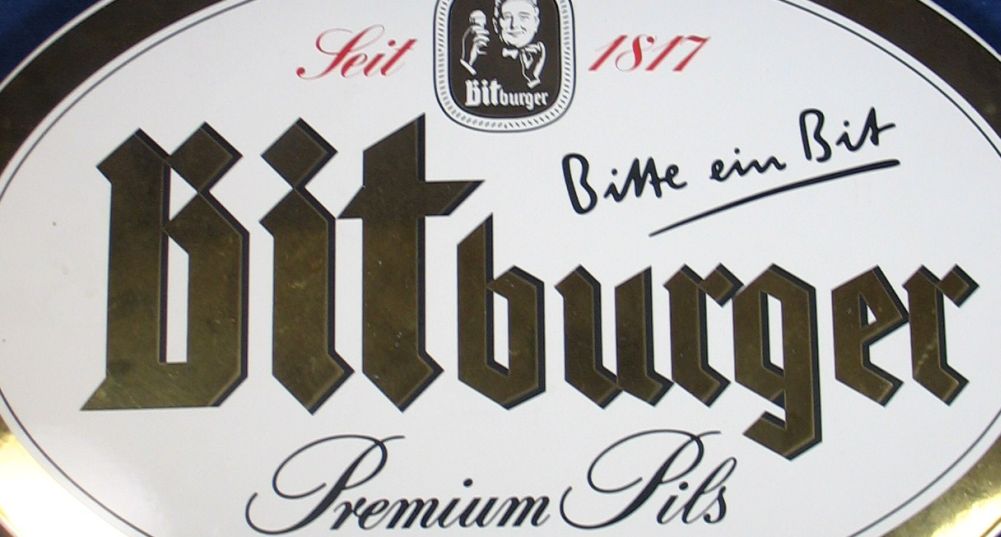 Seit 1817
Bitburger
Bitte ein Bit
Bitburger
Premium Pils